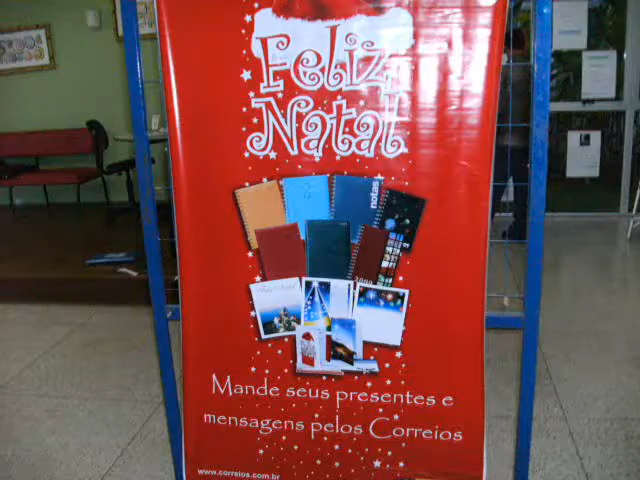 Feliz
Natal
notas
Mande seus presentes e
mensagens pelos Correios
www.correios.com.br